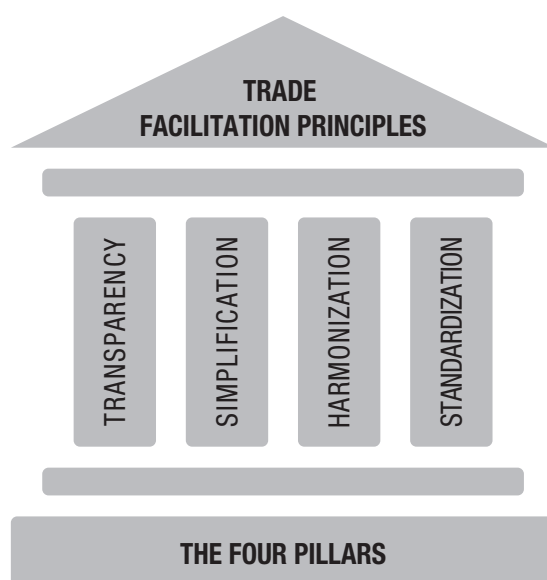 TRADE
FACILITATION PRINCIPLES
TRANSPARENCY
SIMPLIFICATION
HARMONIZATION
STANDARDIZATION
THE FOUR PILLARS